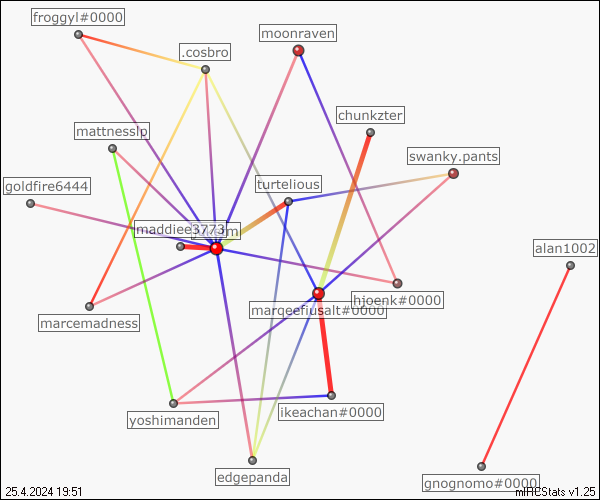 froggyl#0000
.cosbro
moonraven
chunkzter
mattnesslp
swanky.pants
goldfire6444
turtelious
maddiee3773
alan1002
hjoenk#0000
marqeefiusalt#0000
marcemadness
ikeachan#0000
yoshimanden
edgepanda
gnognomo#0000
25.4.2024 19:51
mIRCStats v1.25